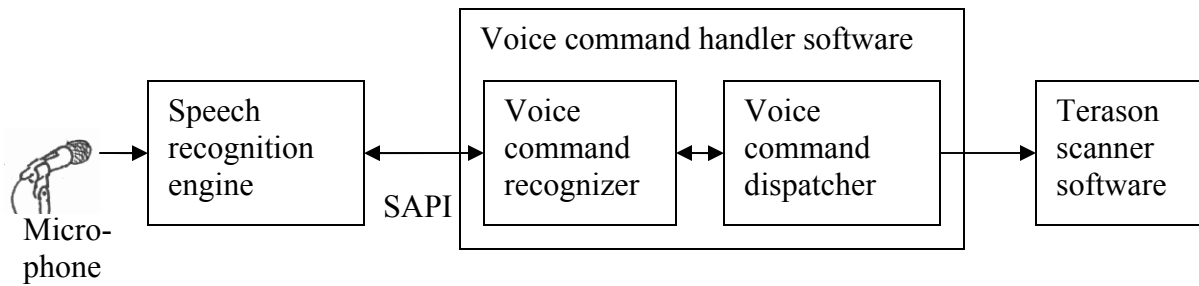 Voice command handler software
Speech
recognition
engine
Voice
command
recognizer
Voice
command
dispatcher
Terason
scanner
software
SAPI
Micro-
phone